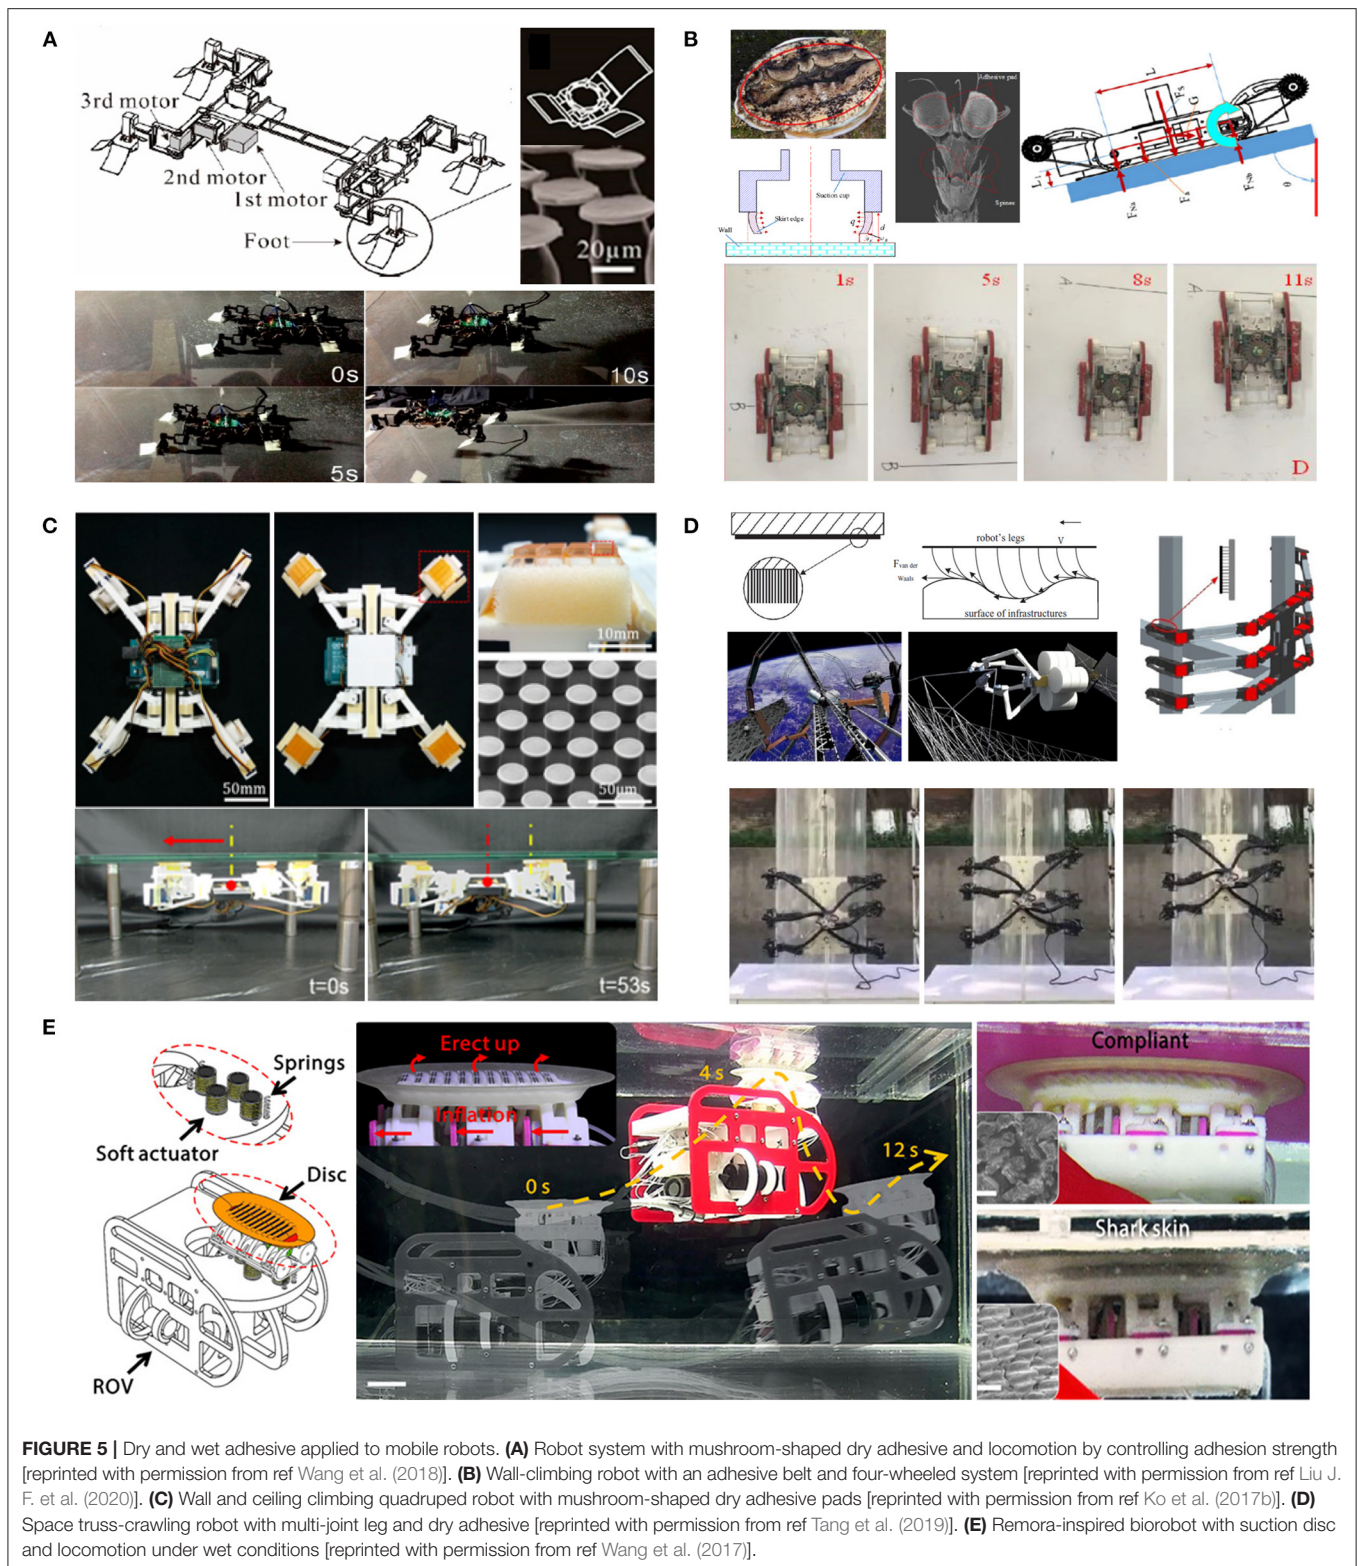 A
3rd motor
2nd motor
1st motor
Foot
20µm
0s
10s
5s
B
Adhesive pad
Spines
Suction cup
Skirt edge
Wall
q
d
L
Fs
G
θ
1s
5s
8s
11s
A
A
B
B
D
C
50mm
10mm
50µm
t=0s
t=53s
D
robot's legs
V
F van der
Waals
surface of infrastructures
E
Springs
Soft actuator
Disc
ROV
Erect up
Inflation
0 s
4s
12 s
Compliant
Shark skin
FIGURE 5 | Dry and wet adhesive applied to mobile robots. (A) Robot system with mushroom-shaped dry adhesive and locomotion by controlling adhesion strength
[reprinted with permission from ref Wang et al. (2018)]. (B) Wall-climbing robot with an adhesive belt and four-wheeled system [reprinted with permission from ref Liu J.
F. et al. (2020)]. (C) Wall and ceiling climbing quadruped robot with mushroom-shaped dry adhesive pads [reprinted with permission from ref Ko et al. (2017b)]. (D)
Space truss-crawling robot with multi-joint leg and dry adhesive [reprinted with permission from ref Tang et al. (2019)]. (E) Remora-inspired biorobot with suction disc
and locomotion under wet conditions [reprinted with permission from ref Wang et al. (2017)].